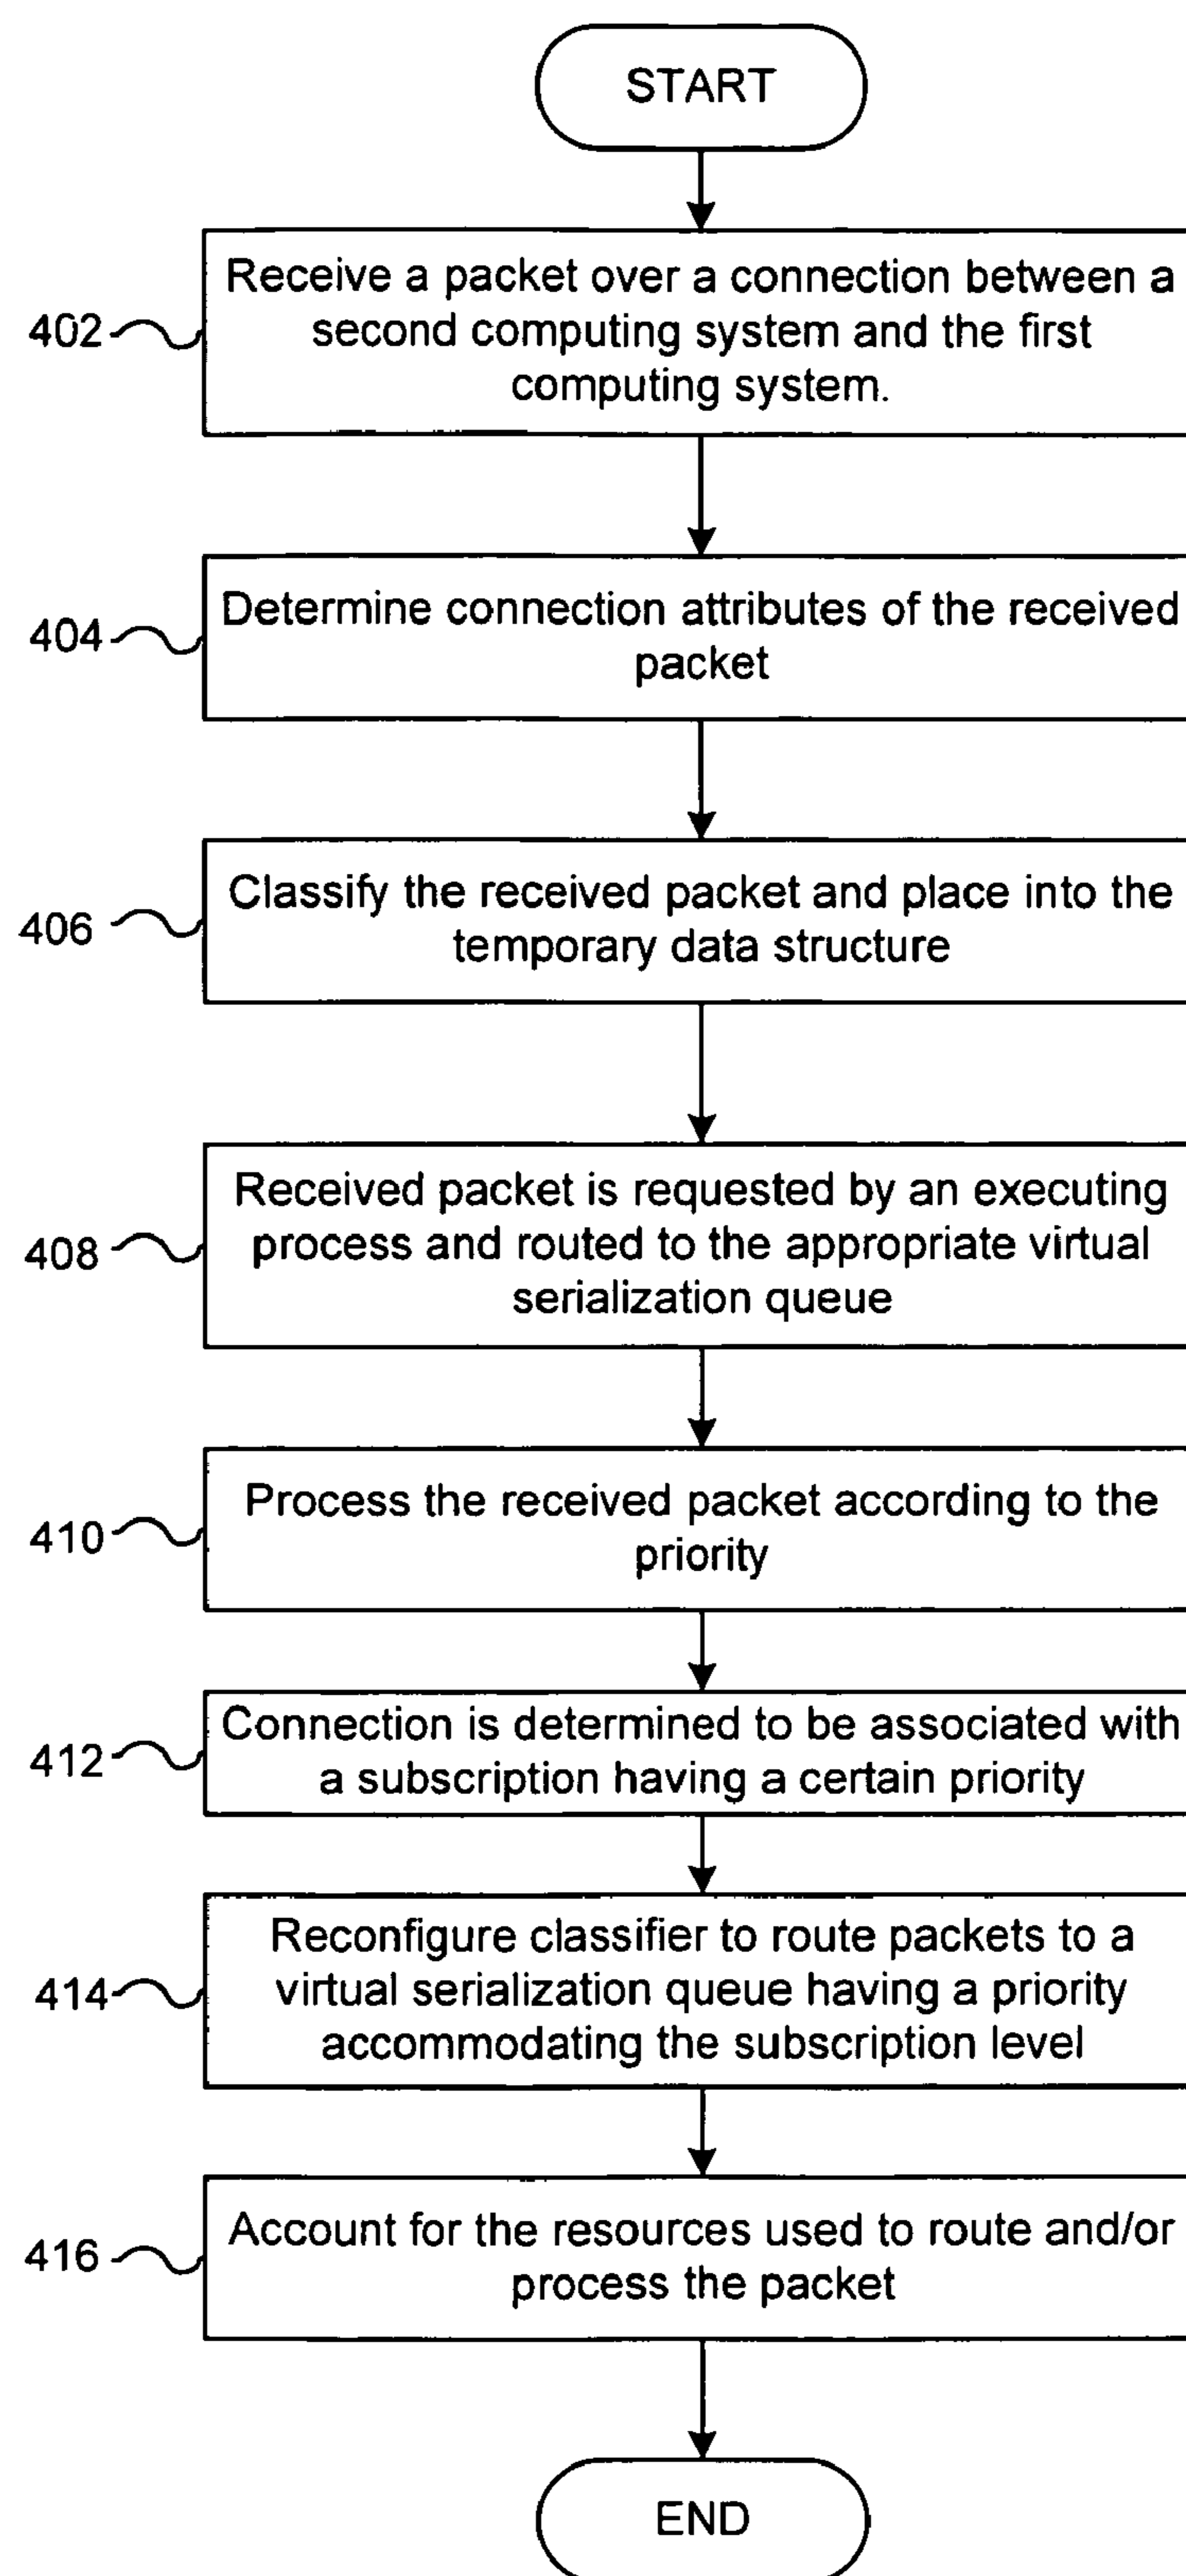 START
402
Receive a packet over a connection between a
second computing system and the first
computing system.
404
Determine connection attributes of the received
packet
406
Classify the received packet and place into the
temporary data structure
408
Received packet is requested by an executing
process and routed to the appropriate virtual
serialization queue
410
Process the received packet according to the
priority
412
Connection is determined to be associated with
a subscription having a certain priority
414
Reconfigure classifier to route packets to a
virtual serialization queue having a priority
accommodating the subscription level
416
Account for the resources used to route and/or
process the packet
END